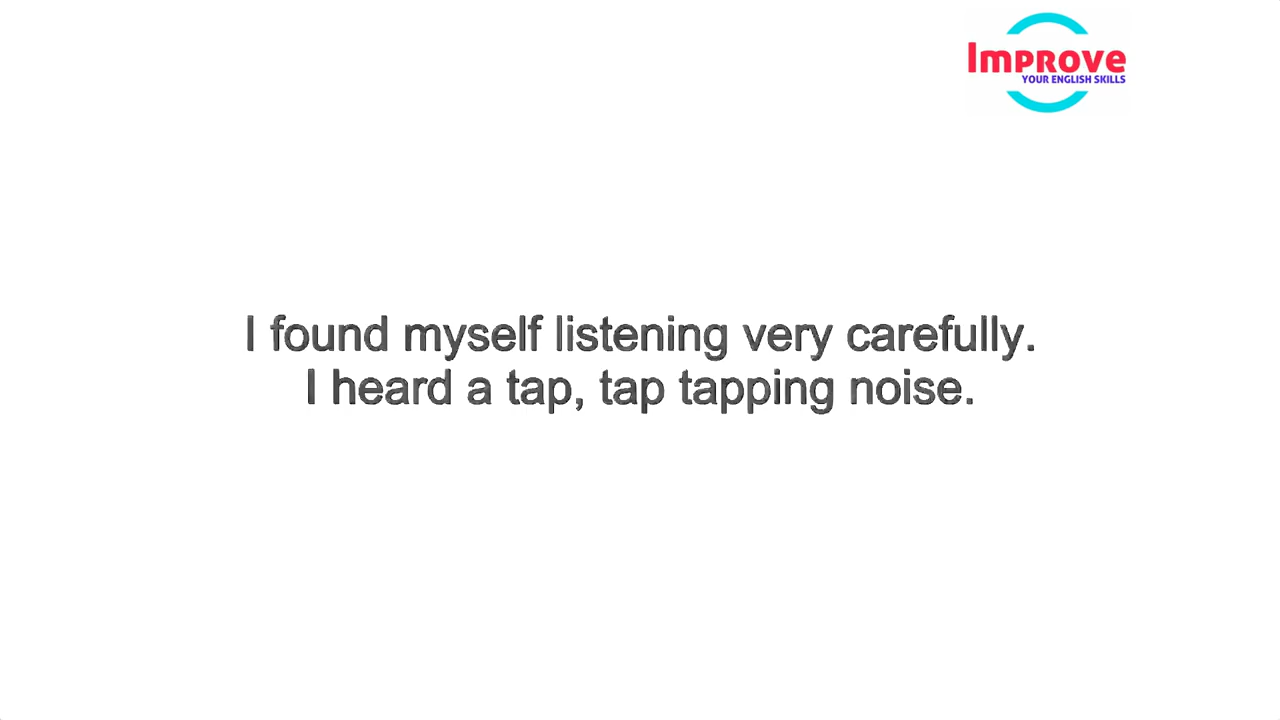 Improve
YOUR ENGLISH SKILLS
I found myself listening very carefully.
I heard a tap, tap tapping noise.